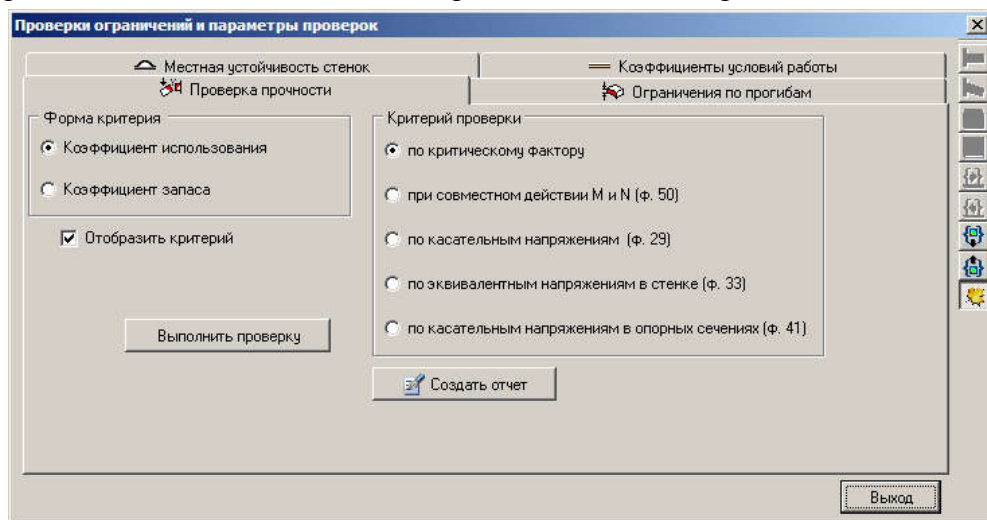 Проверки ограничений и параметры проверок
Местная устойчивость стенок
Коэффициенты условий работы
Проверка прочности
Ограничения по прогибам
Форма критерия
Коэффициент использования
Коэффициент запаса
Отобразить критерий
Выполнить проверку
Критерий проверки
по критическому фактору
при совместном действии M и N (ф. 50)
по касательным напряжениям (ф. 29)
по эквивалентным напряжениям в стенке (ф. 33)
по касательным напряжениям в опорных сечениях (ф. 41)
Создать отчет
Выход